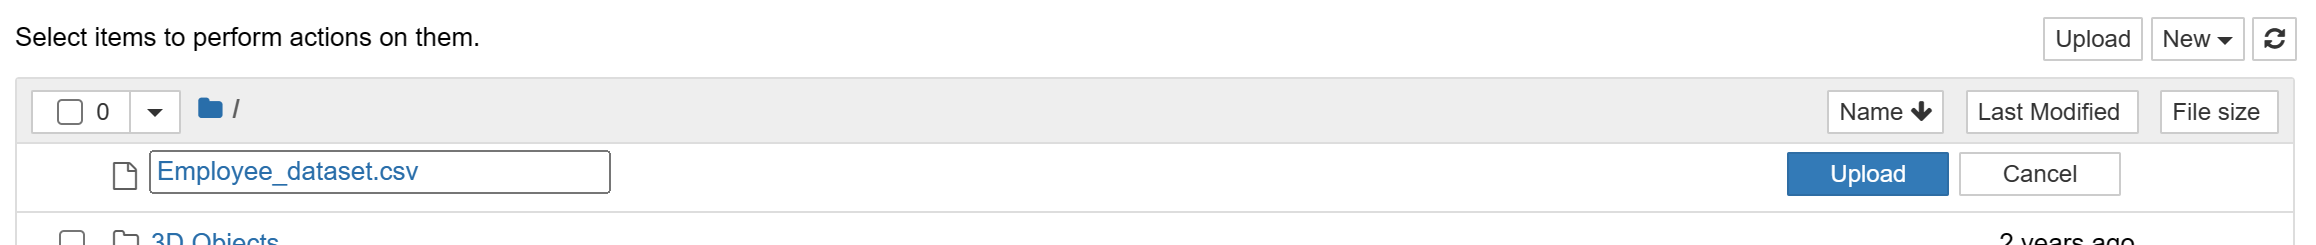 Select items to perform actions on them.
Upload New
0 / Name Last Modified File size
Employee_dataset.csv Upload Cancel
3D Objects 2 years ago